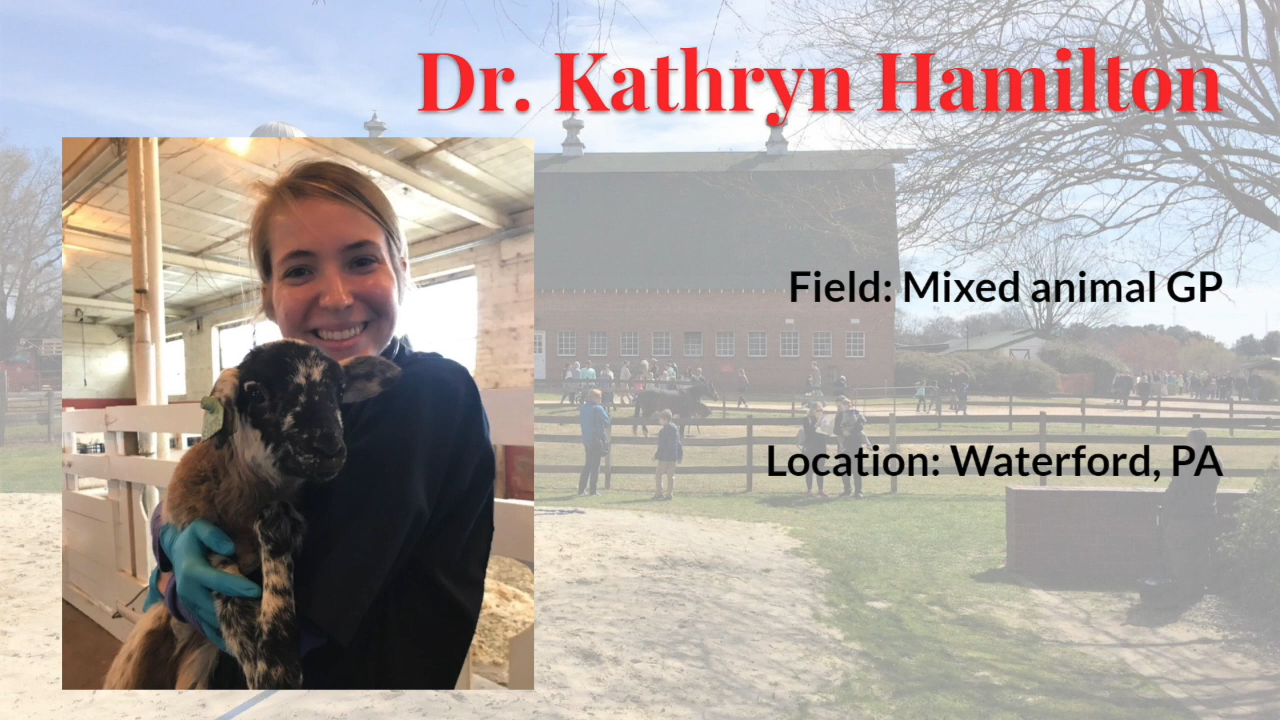 Dr. Kathryn Hamilton
Field: Mixed animal GP
Location: Waterford, PA